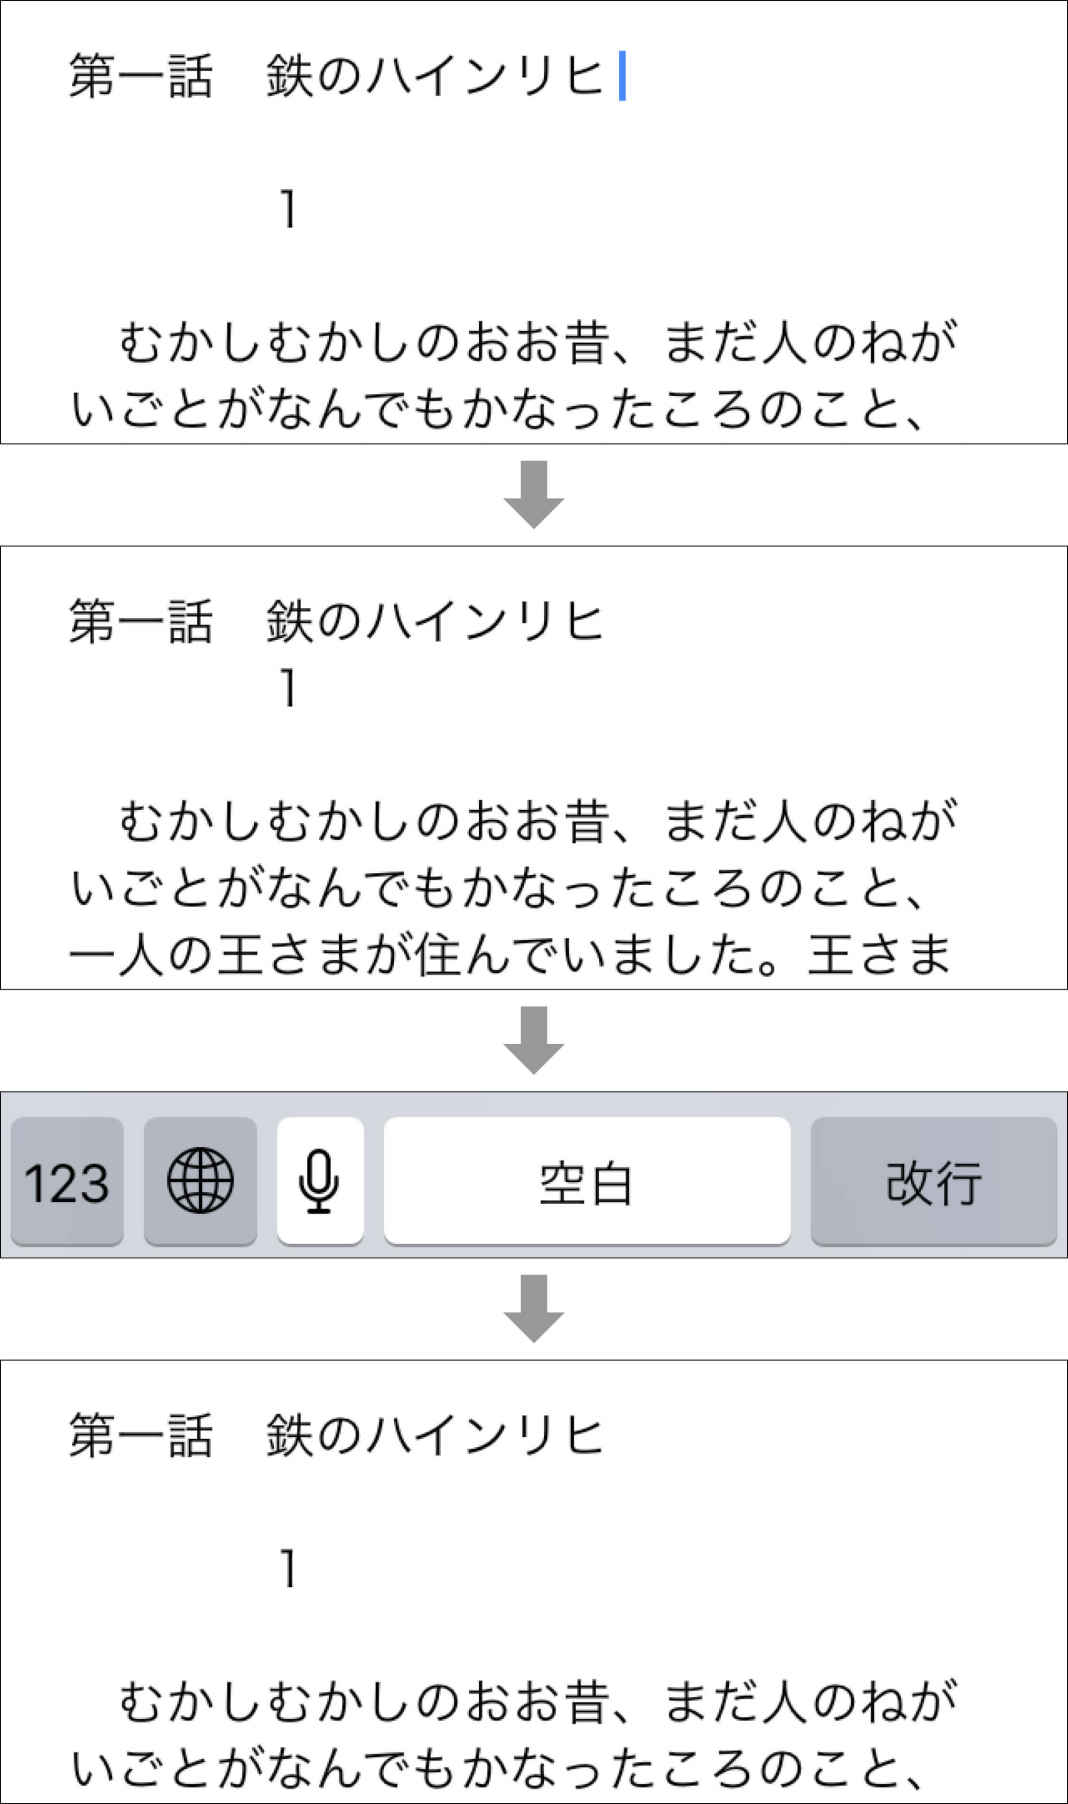 第一話　鉄のハインリヒ
1
　むかしむかしのおお昔、まだ人のねが
いごとがなんでもかなったころのこと、
第一話　鉄のハインリヒ
1
　むかしむかしのおお昔、まだ人のねが
いごとがなんでもかなったころのこと、
一人の王さまが住んでいました。王さま
123 空白 改行
第一話　鉄のハインリヒ
1
　むかしむかしのおお昔、まだ人のねが
いごとがなんでもかなったころのこと、